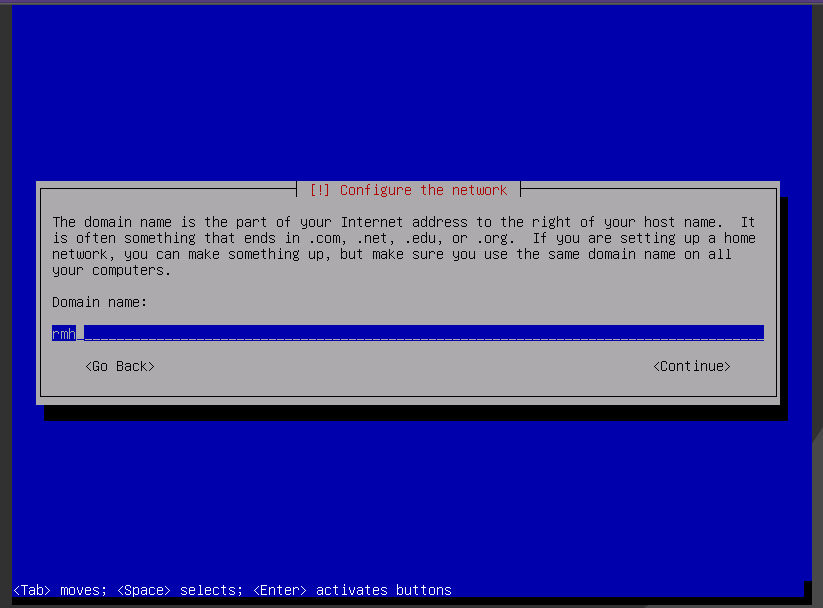 [!] Configure the network
The domain name is the part of your Internet address to the right of your host name.  It
is often something that ends in .com, .net, .edu, or .org.  If you are setting up a home
network, you can make something up, but make sure you use the same domain name on all
your computers.
Domain name:
rmh
<Go Back> <Continue>
<Tab> moves; <Space> selects; <Enter> activates buttons